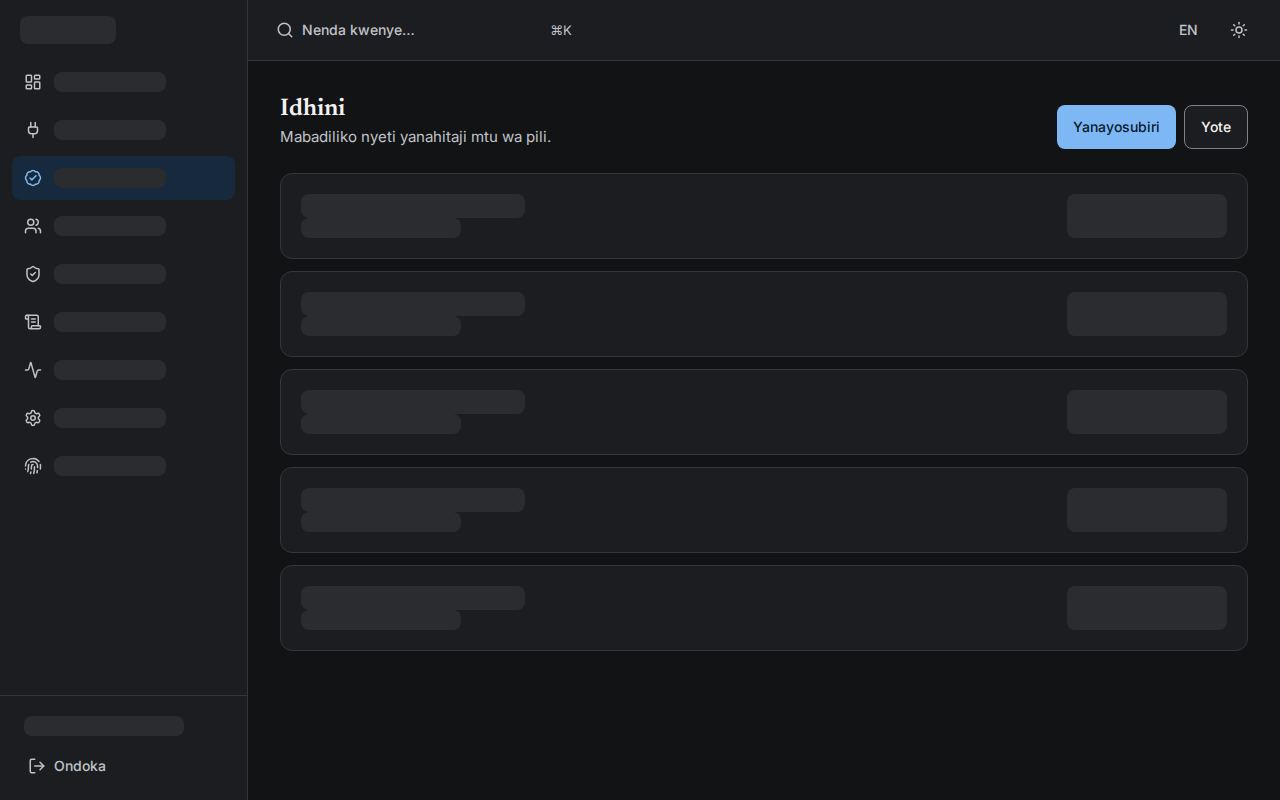 Nenda kwenye...
⌘K
EN
Idhini
Mabadiliko nyeti yanahitaji mtu wa pili.
Yanayosubiri
Yote
Ondoka